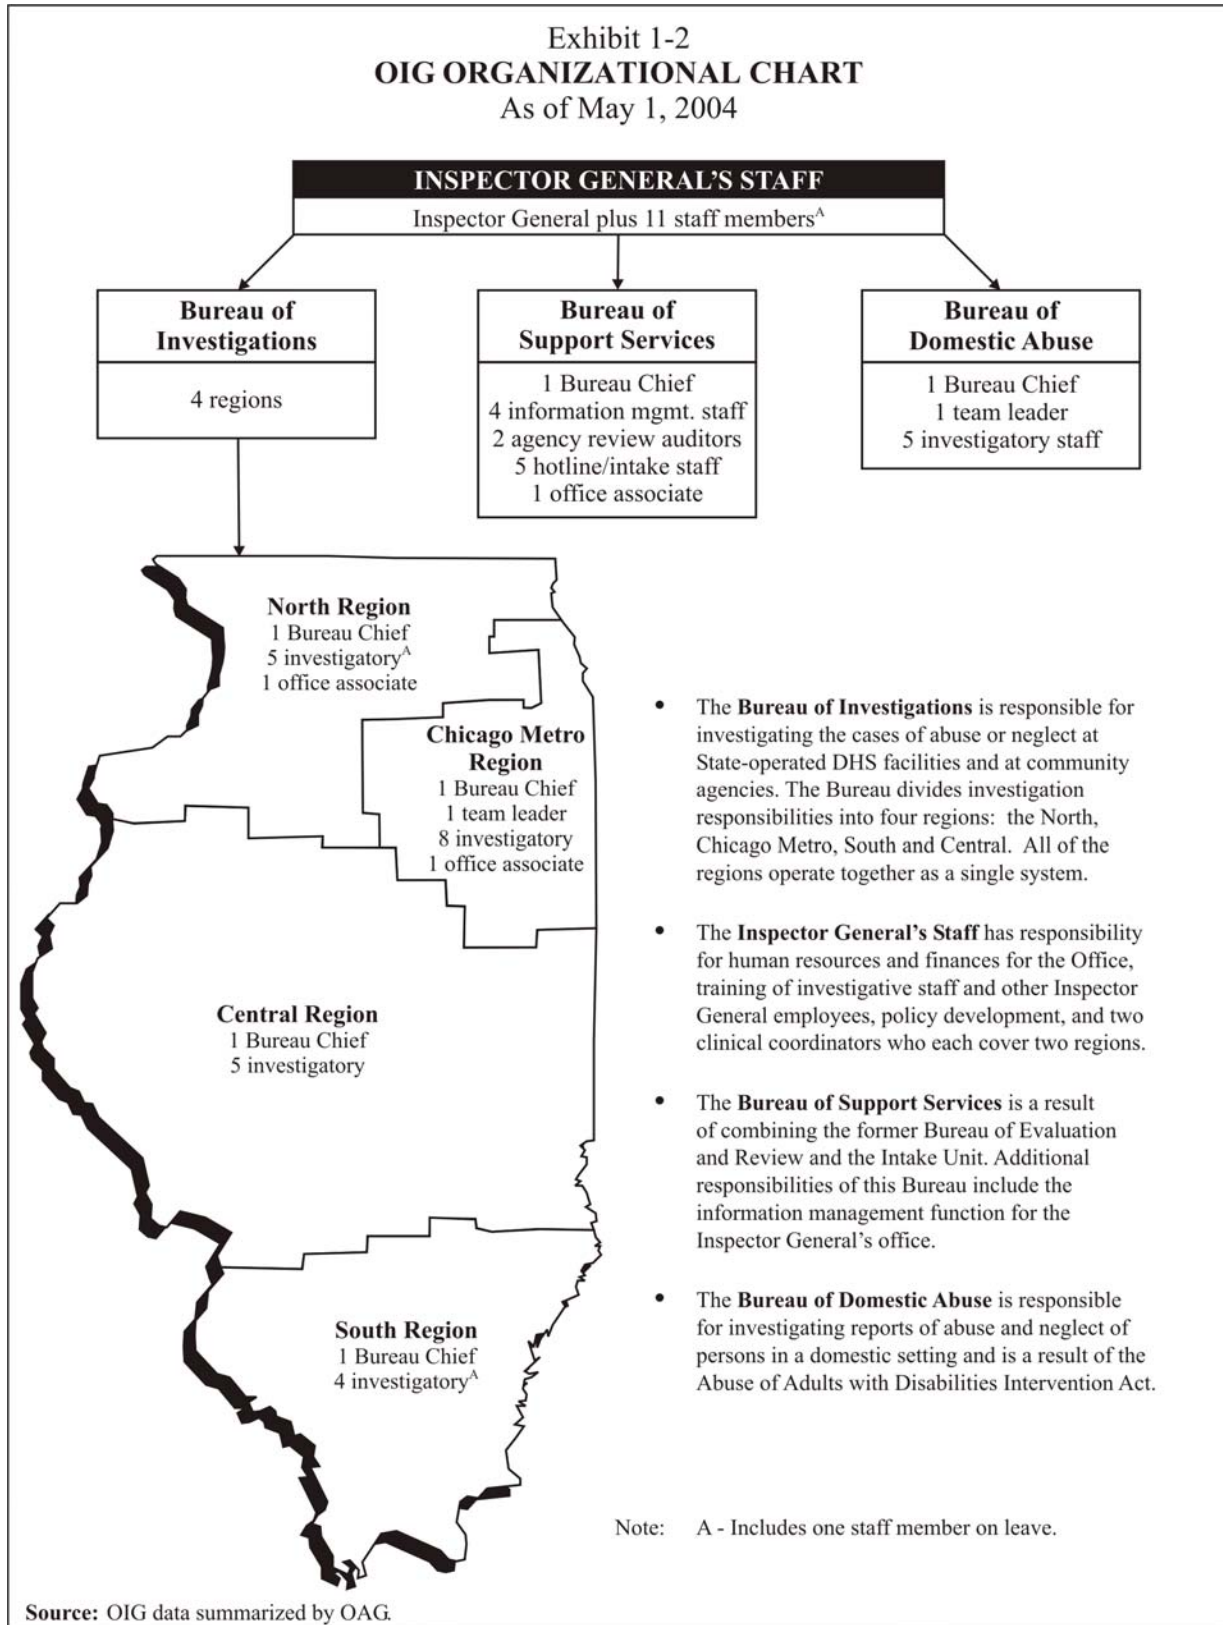 Exhibit 1-2
OIG ORGANIZATIONAL CHART
As of May 1, 2004
INSPECTOR GENERAL'S STAFF
Inspector General plus 11 staff members^A
Bureau of
Investigations
4 regions
Bureau of
Support Services
1 Bureau Chief
4 information mgmt. staff
2 agency review auditors
5 hotline/intake staff
1 office associate
Bureau of
Domestic Abuse
1 Bureau Chief
1 team leader
5 investigatory staff
North Region
1 Bureau Chief
5 investigatory^A
1 office associate
Chicago Metro
Region
1 Bureau Chief
1 team leader
8 investigatory
1 office associate
Central Region
1 Bureau Chief
5 investigatory
South Region
1 Bureau Chief
4 investigatory^A
• The Bureau of Investigations is responsible for
investigating the cases of abuse or neglect at
State-operated DHS facilities and at community
agencies. The Bureau divides investigation
responsibilities into four regions: the North,
Chicago Metro, South and Central. All of the
regions operate together as a single system.
• The Inspector General's Staff has responsibility
for human resources and finances for the Office,
training of investigative staff and other Inspector
General employees, policy development, and two
clinical coordinators who each cover two regions.
• The Bureau of Support Services is a result
of combining the former Bureau of Evaluation
and Review and the Intake Unit. Additional
responsibilities of this Bureau include the
information management function for the
Inspector General's office.
• The Bureau of Domestic Abuse is responsible
for investigating reports of abuse and neglect of
persons in a domestic setting and is a result of the
Abuse of Adults with Disabilities Intervention Act.
Note: A - Includes one staff member on leave.
Source: OIG data summarized by OAG.